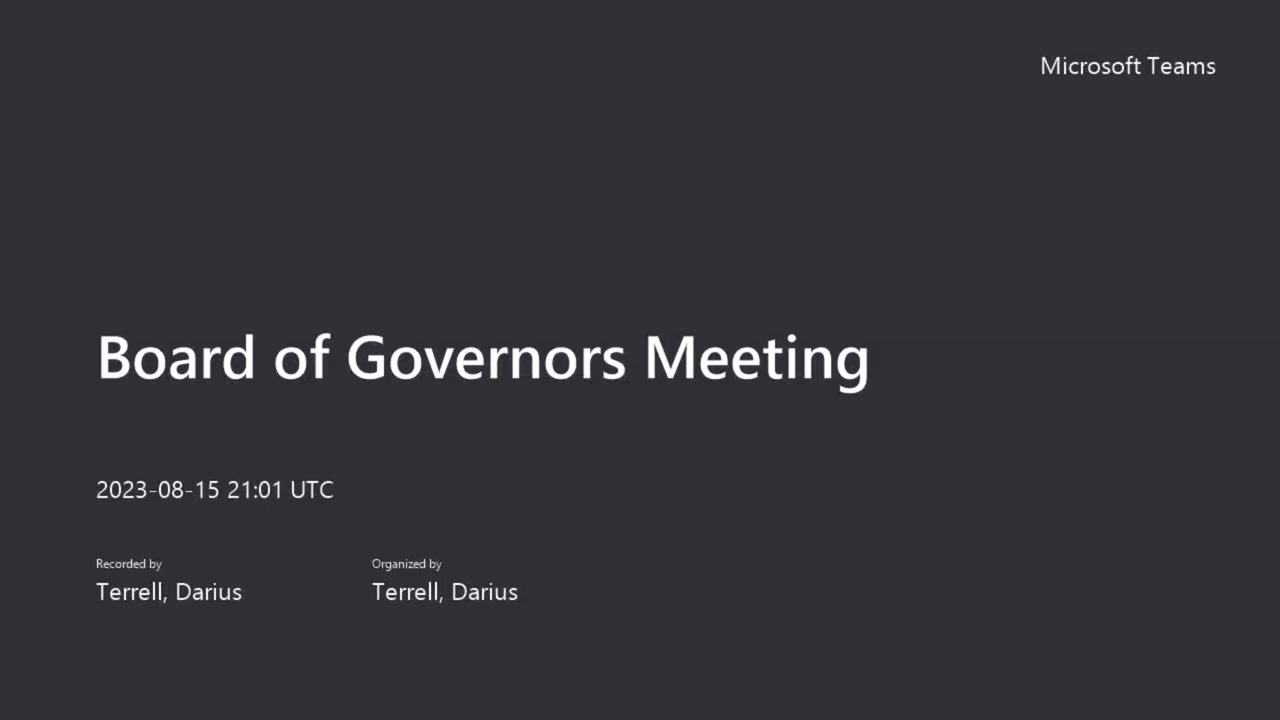 Microsoft Teams
Board of Governors Meeting
2023-08-15 21:01 UTC
Recorded by
Terrell, Darius
Organized by
Terrell, Darius